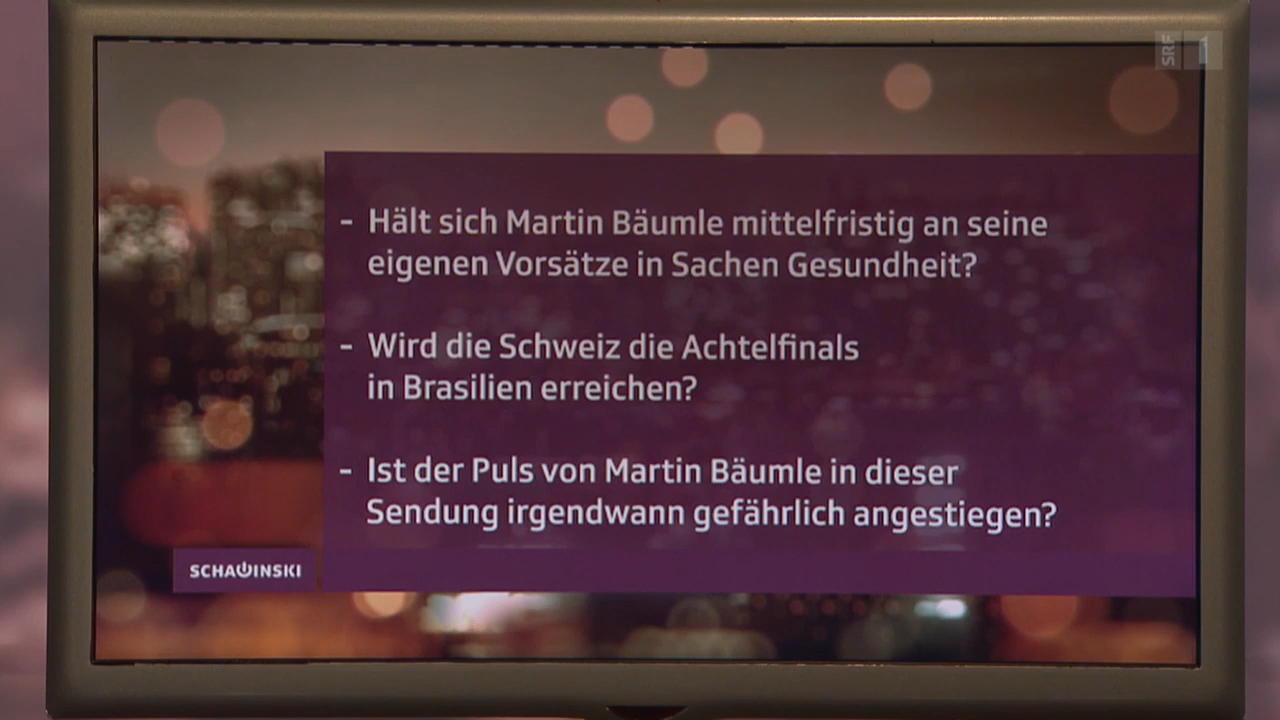 SRF 1
- Hält sich Martin Bäumle mittelfristig an seine
eigenen Vorsätze in Sachen Gesundheit?
- Wird die Schweiz die Achtelfinals
in Brasilien erreichen?
- Ist der Puls von Martin Bäumle in dieser
Sendung irgendwann gefährlich angestiegen?
SCHAWINSKI